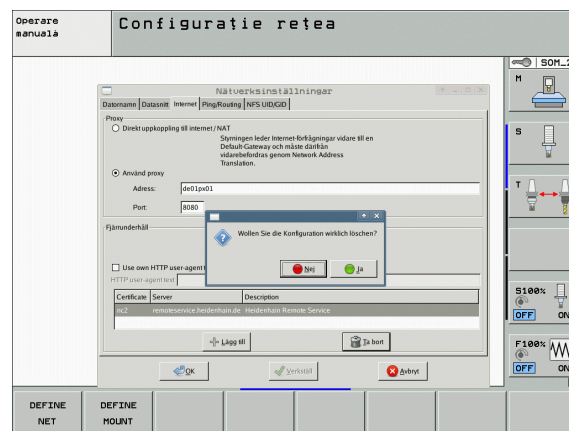 Operare
manuală
Configurație rețea
SOM_
M
Nätverksinställningar
Datornamn Datasnitt Internet Ping/Routing NFS UID/GID
Proxy
Direkt uppkoppling till internet / NAT
Styrningen leder Internet-förfrågningar vidare till en
Default-Gateway och måste därifrån
vidarebefordras genom Network Address
Translation.
Använd proxy
Adress: de01px01
Port: 8080
Fjärrunderhåll
Wollen Sie die Konfiguration wirklich löschen?
Nej Ja
Use own HTTP user-agent
HTTP user-agent text
Certificate Server Description
nc2 remoteservice.heidenhain.de Heidenhain Remote Service
Lägg till Ta bort
OK Verkställ Avbryt
S
T
S100%
OFF ON
F100%
OFF ON
DEFINE
NET
DEFINE
MOUNT